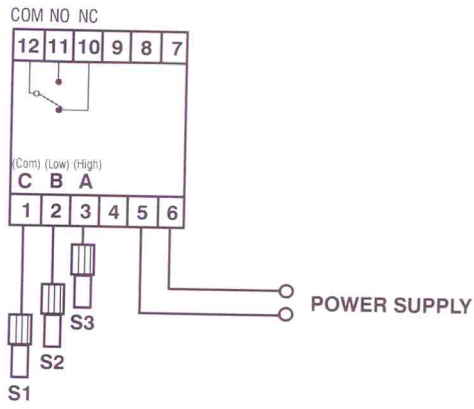 COM NO NC
12 11 10 9 8 7
(Com) (Low) (High)
C B A
1 2 3 4 5 6
POWER SUPPLY
S3
S2
S1